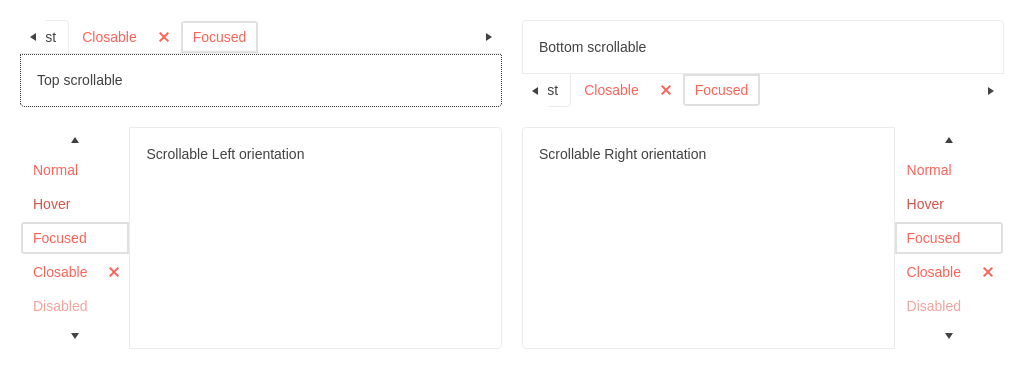 st Closable Focused
Top scrollable
Bottom scrollable
st Closable Focused
Normal
Hover
Focused
Closable
Disabled
Scrollable Left orientation
Scrollable Right orientation
Normal
Hover
Focused
Closable
Disabled